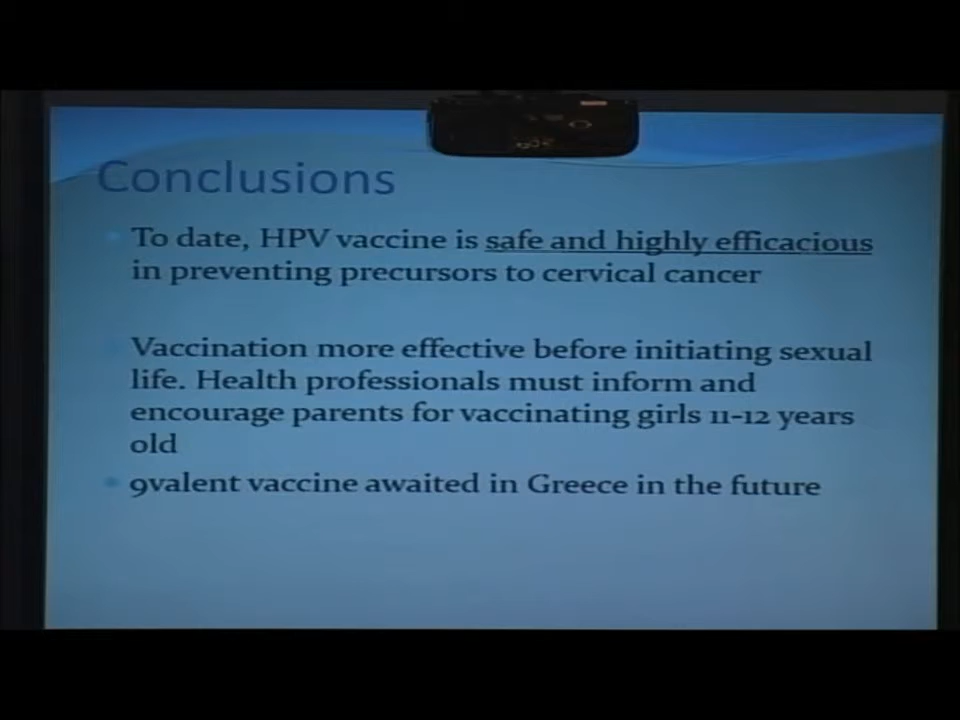 Conclusions
To date, HPV vaccine is safe and highly efficacious
in preventing precursors to cervical cancer
Vaccination more effective before initiating sexual
life. Health professionals must inform and
encourage parents for vaccinating girls 11-12 years
old
9valent vaccine awaited in Greece in the future